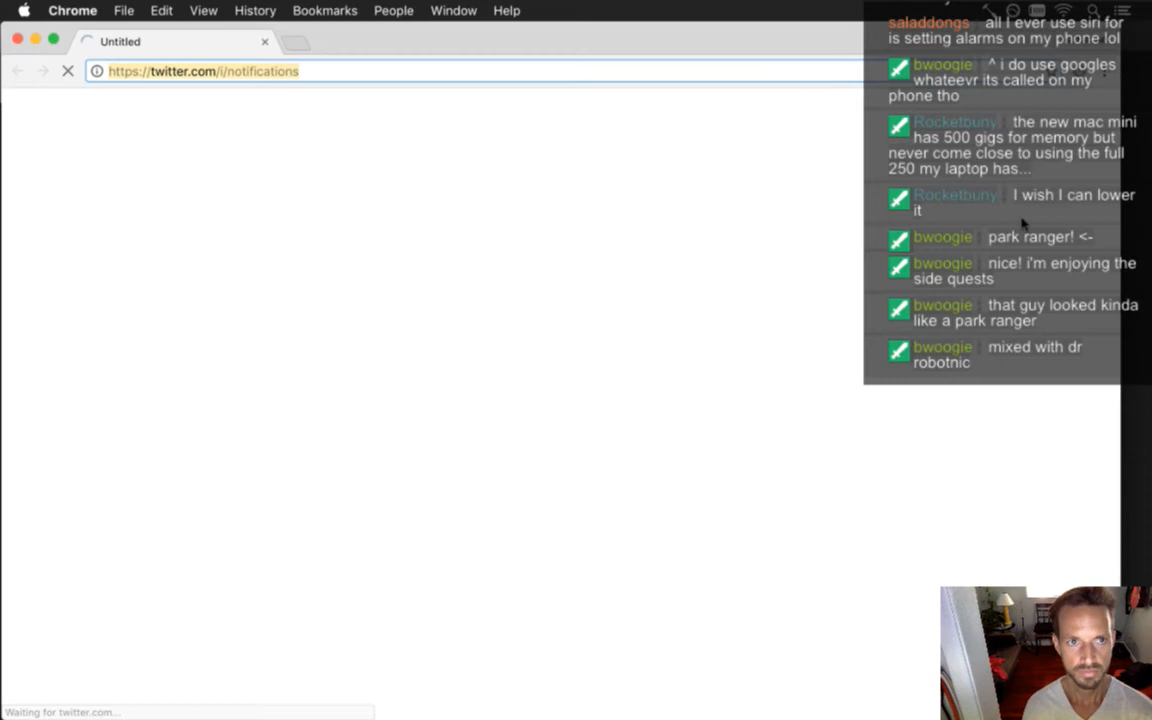 Chrome File Edit View History Bookmarks People Window Help
Untitled
https://twitter.com/i/notifications
saladdongs all I ever use siri for
is setting alarms on my phone lol
bwoogie ^ i do use googles
whateevr its called on my
phone tho
Rocketbuny the new mac mini
has 500 gigs for memory but
never come close to using the full
250 my laptop has...
Rocketbuny I wish I can lower
it
bwoogie park ranger! <-
bwoogie nice! i'm enjoying the
side quests
bwoogie that guy looked kinda
like a park ranger
bwoogie mixed with dr
robotnic
Waiting for twitter.com...